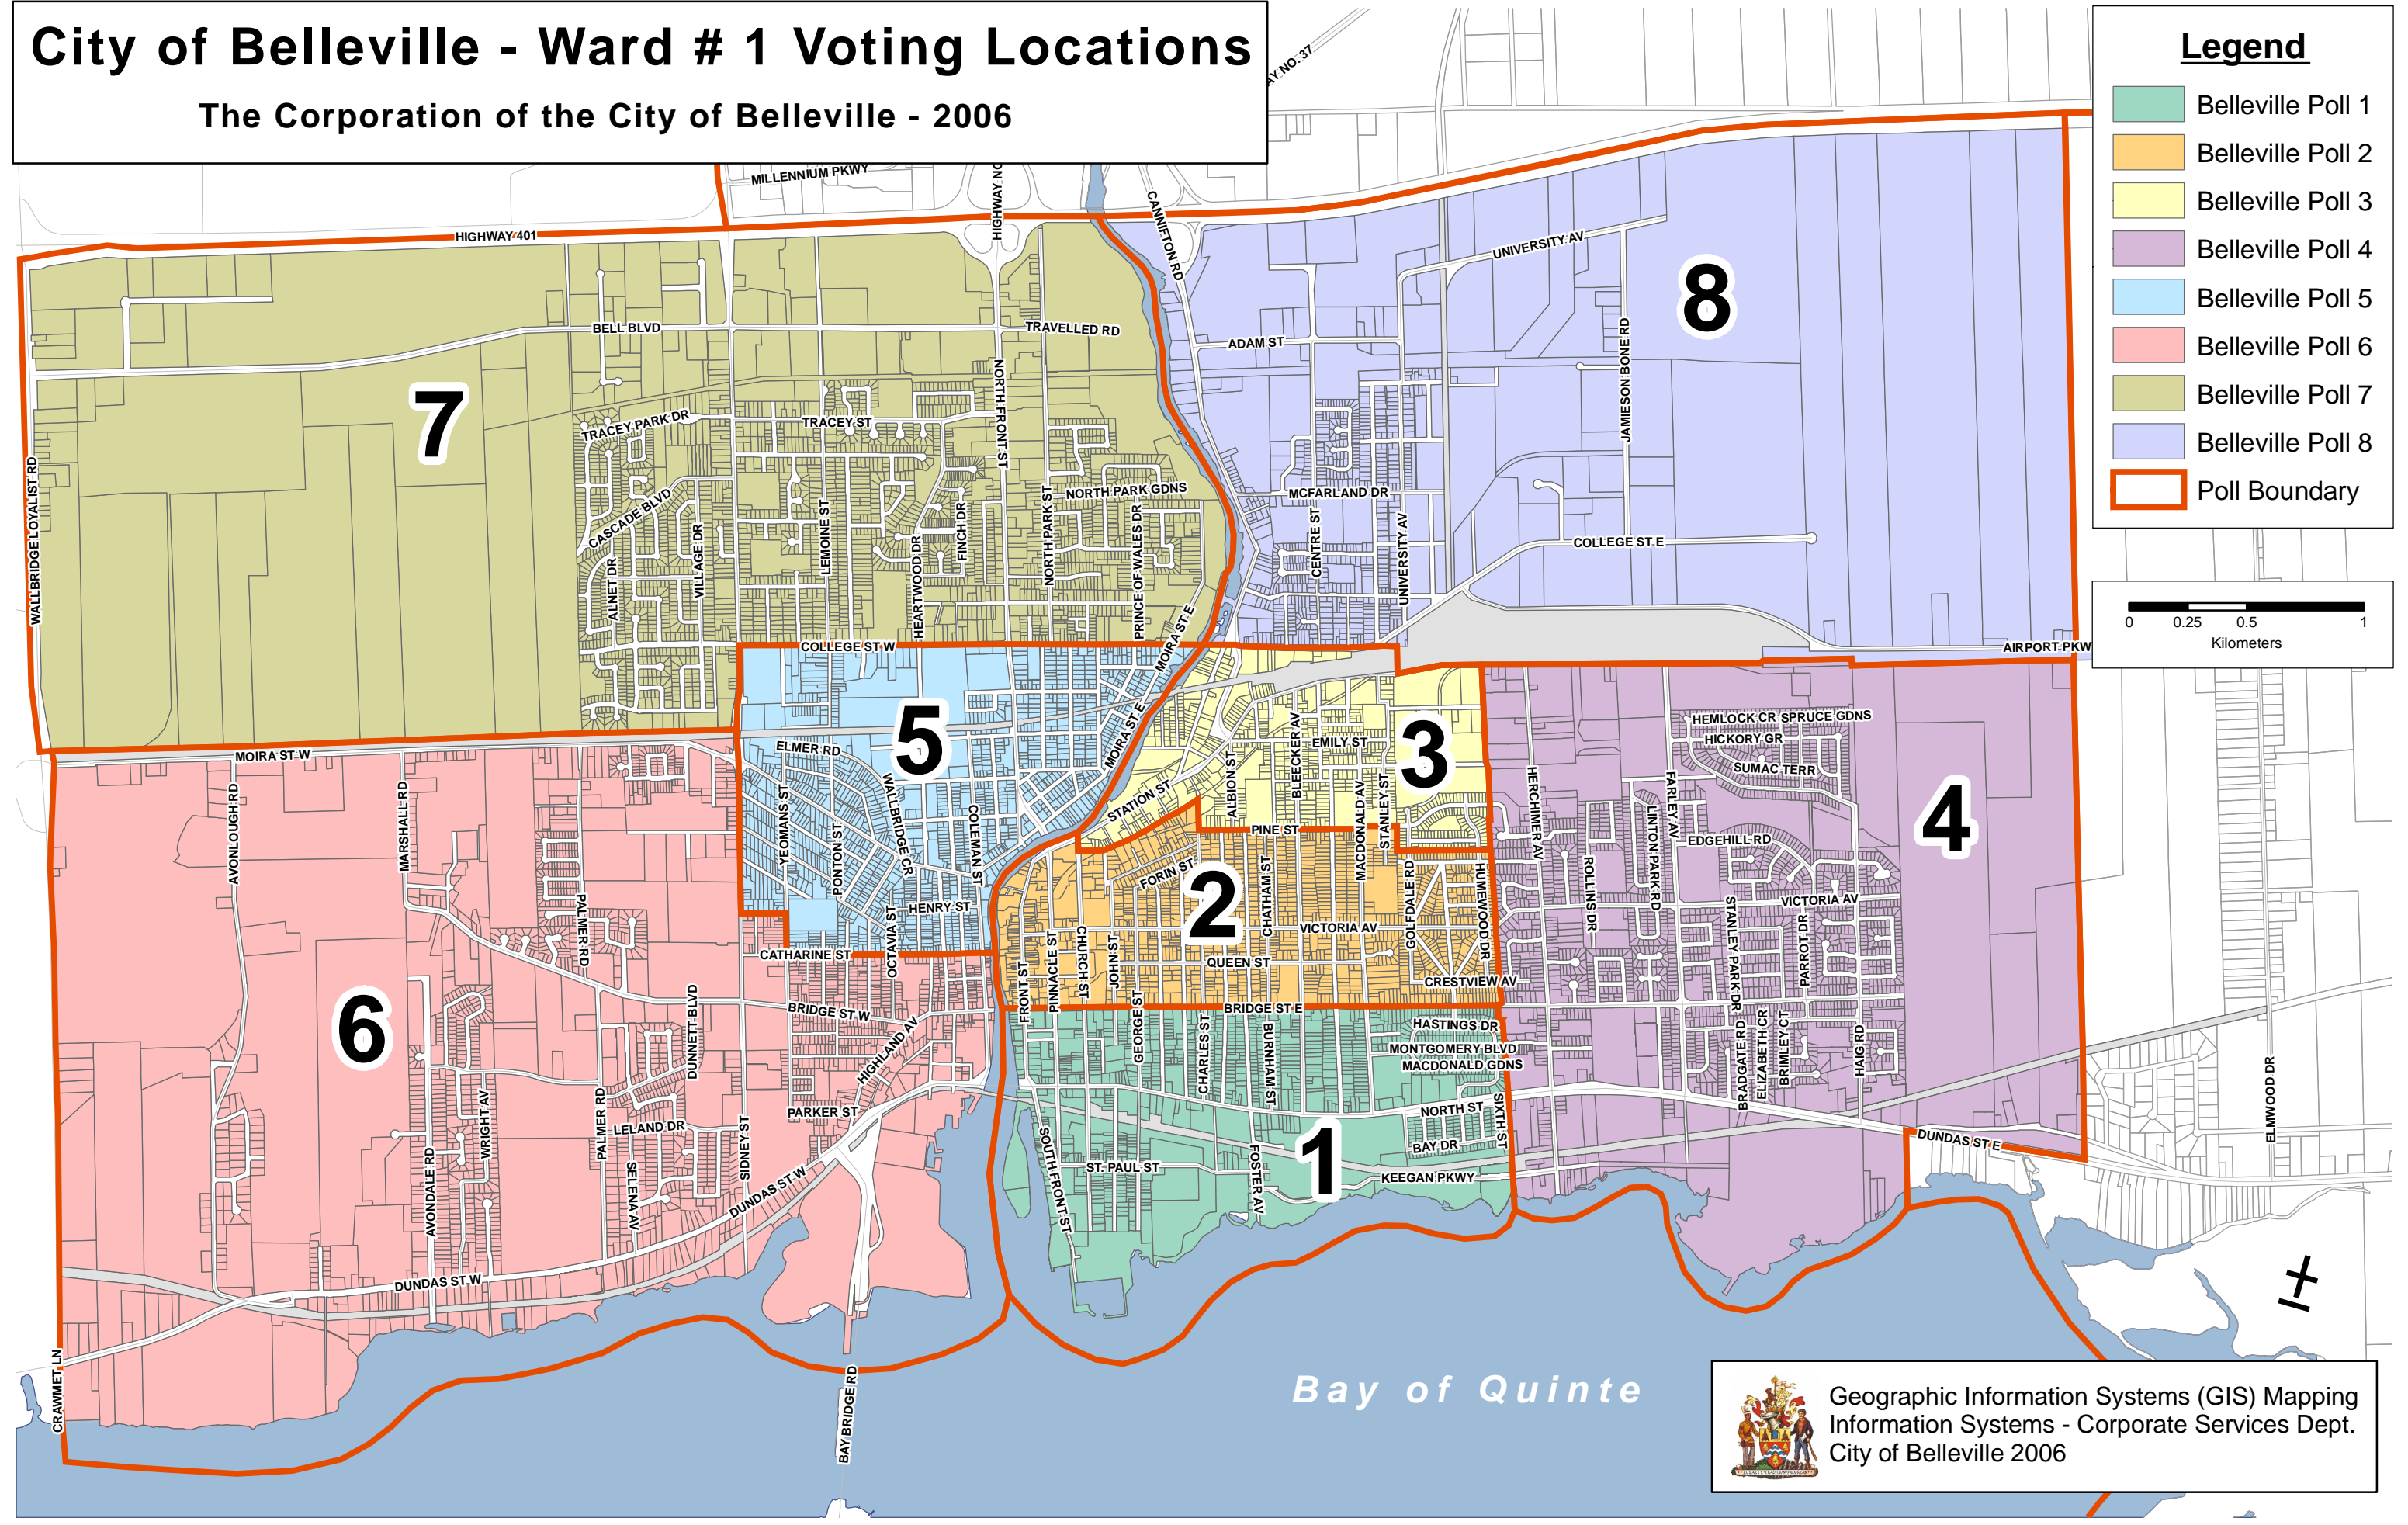 City of Belleville - Ward # 1 Voting Locations
The Corporation of the City of Belleville - 2006
Legend
Belleville Poll 1
Belleville Poll 2
Belleville Poll 3
Belleville Poll 4
Belleville Poll 5
Belleville Poll 6
Belleville Poll 7
Belleville Poll 8
Poll Boundary
0 0.25 0.5 1
Kilometers
AY NO. 37
MILLENNIUM PKWY
HIGHWAY NO
CANNIFTON RD
HIGHWAY 401
UNIVERSITY AV
8
BELL BLVD
TRAVELLED RD
ADAM ST
JAMIESON BONE RD
NORTH FRONT ST
7
TRACEY PARK DR
TRACEY ST
WALLBRIDGE LOYALIST RD
CASCADE BLVD
NORTH PARK GDNS
MCFARLAND DR
ALNET DR
VILLAGE DR
LEMOINE ST
HEARTWOOD DR
FINCH DR
NORTH PARK ST
PRINCE OF WALES DR
CENTRE ST
UNIVERSITY AV
COLLEGE ST E
MOIRA ST E
COLLEGE ST W
AIRPORT PKW
5
3
4
MOIRA ST W
ELMER RD
MOIRA ST E
EMILY ST
BLEECKER AV
ALBION ST
STATION ST
PINE ST
MACDONALD AV
STANLEY ST
HEMLOCK CR
SPRUCE GDNS
HICKORY GR
SUMAC TERR
HERCHIMER AV
FARLEY AV
LINTON PARK RD
EDGEHILL RD
ROLLINS DR
AVONLOUGH RD
MARSHALL RD
PALMER RD
YEOMANS ST
PONTON ST
WALLBRIDGE CR
COLEMAN ST
HENRY ST
OCTAVIA ST
CATHARINE ST
2
FORIN ST
CHATHAM ST
VICTORIA AV
QUEEN ST
GOLFDALE RD
HUMEWOOD DR
CRESTVIEW AV
VICTORIA AV
STANLEY PARK DR
PARROT DR
FRONT ST
PINNACLE ST
CHURCH ST
JOHN ST
GEORGE ST
BRIDGE ST E
6
DUNNETT BLVD
BRIDGE ST W
HIGHLAND AV
CHARLES ST
BURNHAM ST
HASTINGS DR
MONTGOMERY BLVD
MACDONALD GDNS
BRADGATE RD
ELIZABETH CR
BRIMLEY CT
HAIG RD
ELMWOOD DR
WRIGHT AV
PALMER RD
PARKER ST
LELAND DR
SIDNEY ST
NORTH ST
SIXTH ST
BAY DR
1
DUNDAS ST E
AVONDALE RD
SELENA AV
DUNDAS ST W
SOUTH FRONT ST
ST. PAUL ST
FOSTER AV
KEEGAN PKWY
DUNDAS ST W
CRAWMET LN
BAY BRIDGE RD
Bay of Quinte
Geographic Information Systems (GIS) Mapping
Information Systems - Corporate Services Dept.
City of Belleville 2006